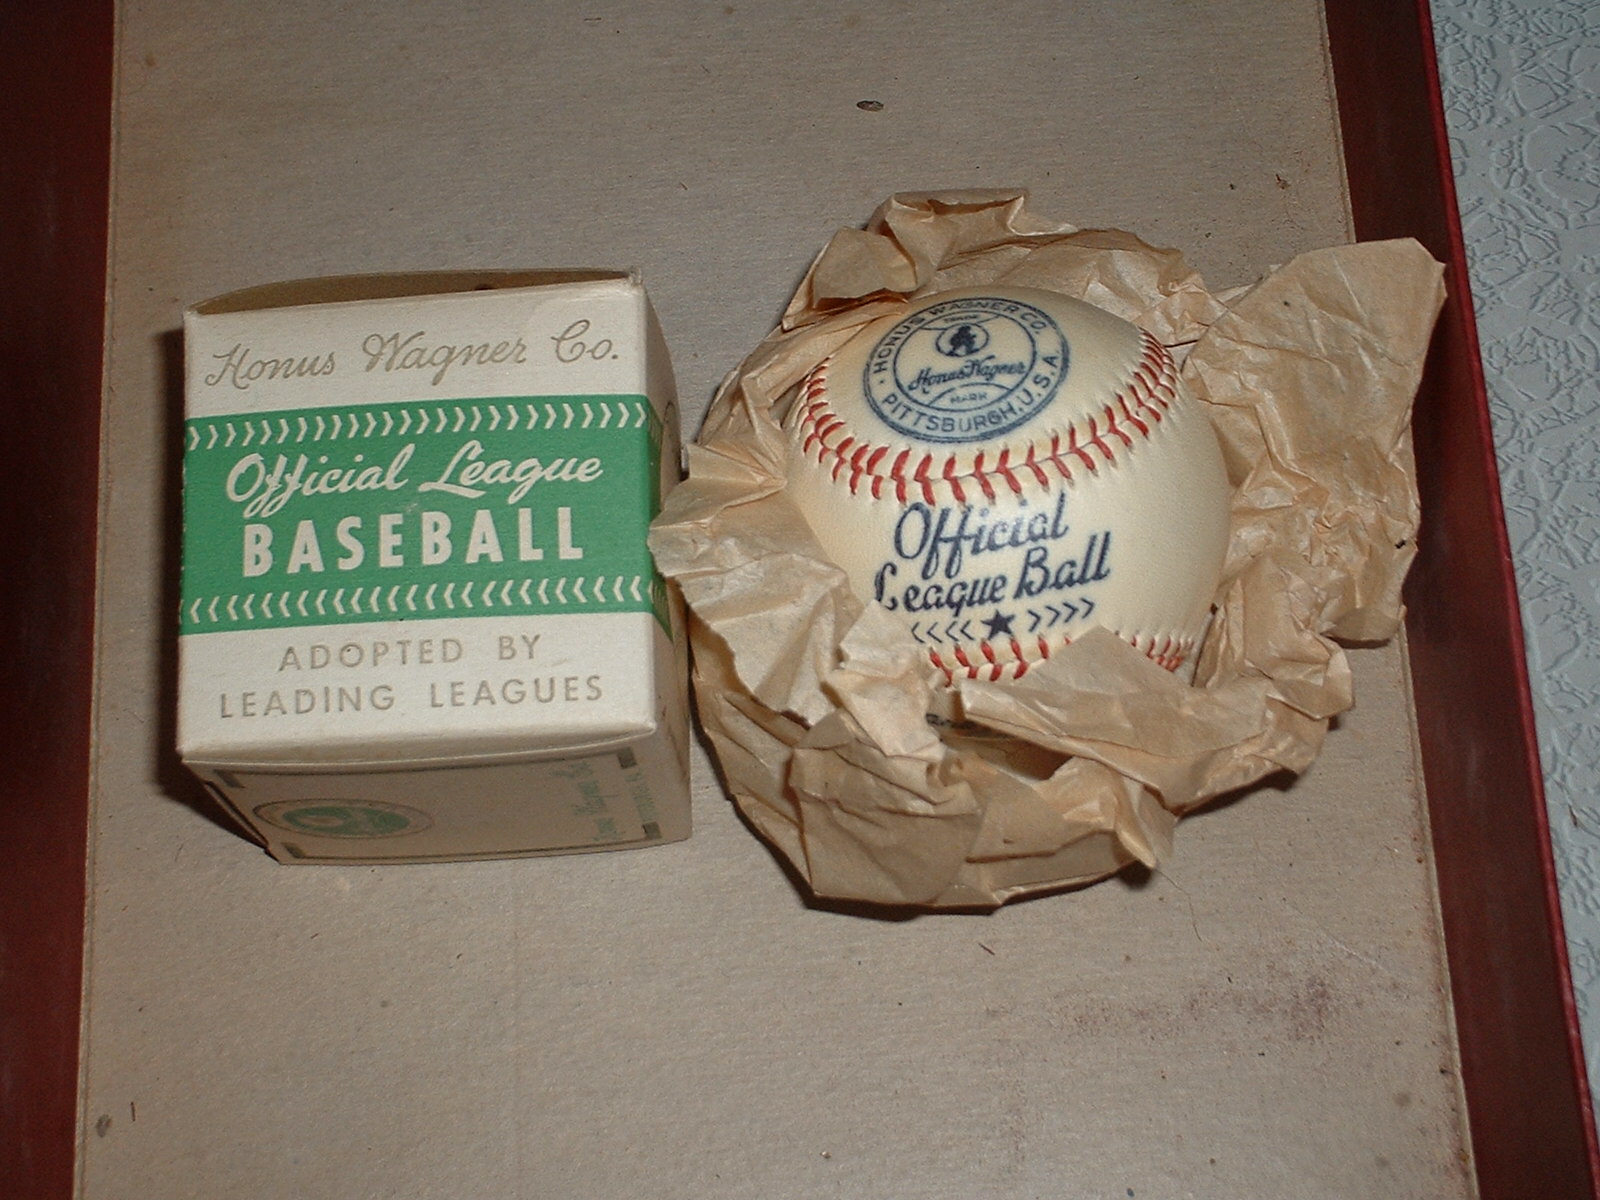 Honus Wagner Co.
Official League
BASEBALL
ADOPTED BY
LEADING LEAGUES
HONUS WAGNER CO.
Honus Wagner
MARK
PITTSBURGH, U.S.A.
Official
League Ball